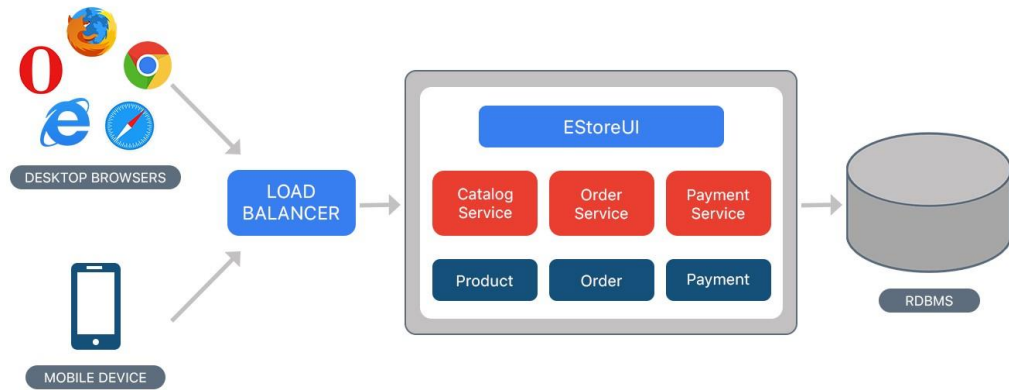 EStoreUI
DESKTOP BROWSERS
LOAD
BALANCER
Catalog
Service
Order
Service
Payment
Service
Product
Order
Payment
RDBMS
MOBILE DEVICE